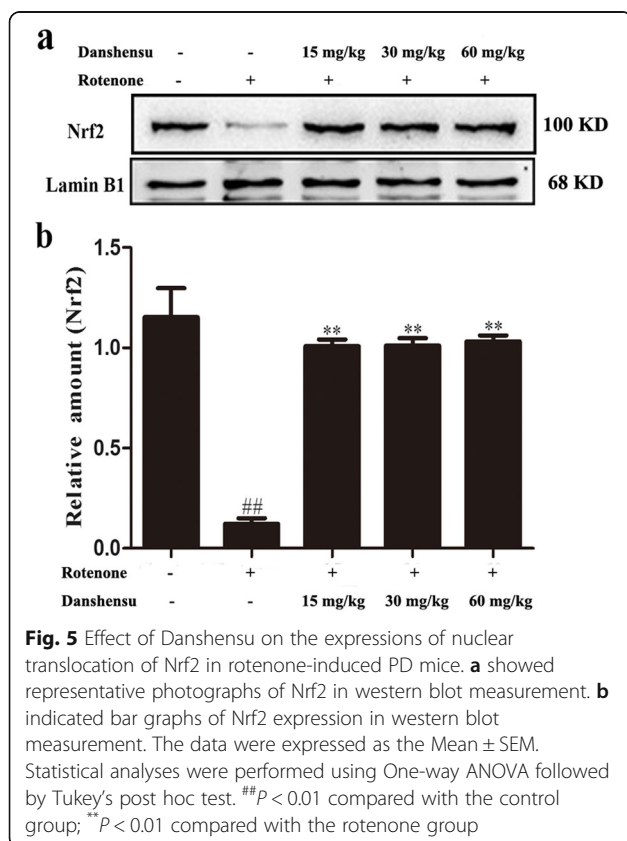 a
Danshensu - - 15 mg/kg 30 mg/kg 60 mg/kg
Rotenone - + + + +
Nrf2 100 KD
Lamin B1 68 KD
b
Relative amount (Nrf2)
1.5
1.0
0.5
0.0
## ** ** **
Rotenone - + + + +
Danshensu - - 15 mg/kg 30 mg/kg 60 mg/kg
Fig. 5 Effect of Danshensu on the expressions of nuclear
translocation of Nrf2 in rotenone-induced PD mice. a showed
representative photographs of Nrf2 in western blot measurement. b
indicated bar graphs of Nrf2 expression in western blot
measurement. The data were expressed as the Mean ± SEM.
Statistical analyses were performed using One-way ANOVA followed
by Tukey's post hoc test. ##P < 0.01 compared with the control
group; **P < 0.01 compared with the rotenone group